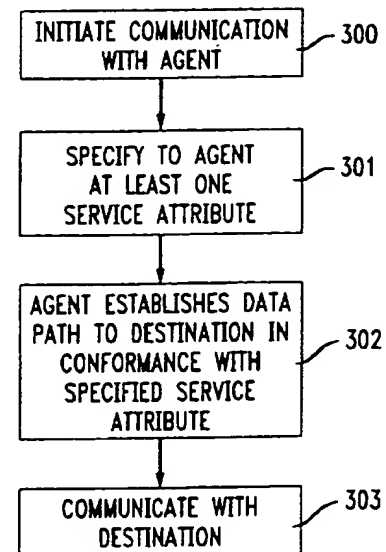 INITIATE COMMUNICATION
WITH AGENT
300
SPECIFY TO AGENT
AT LEAST ONE
SERVICE ATTRIBUTE
301
AGENT ESTABLISHES DATA
PATH TO DESTINATION IN
CONFORMANCE WITH
SPECIFIED SERVICE
ATTRIBUTE
302
COMMUNICATE WITH
DESTINATION
303